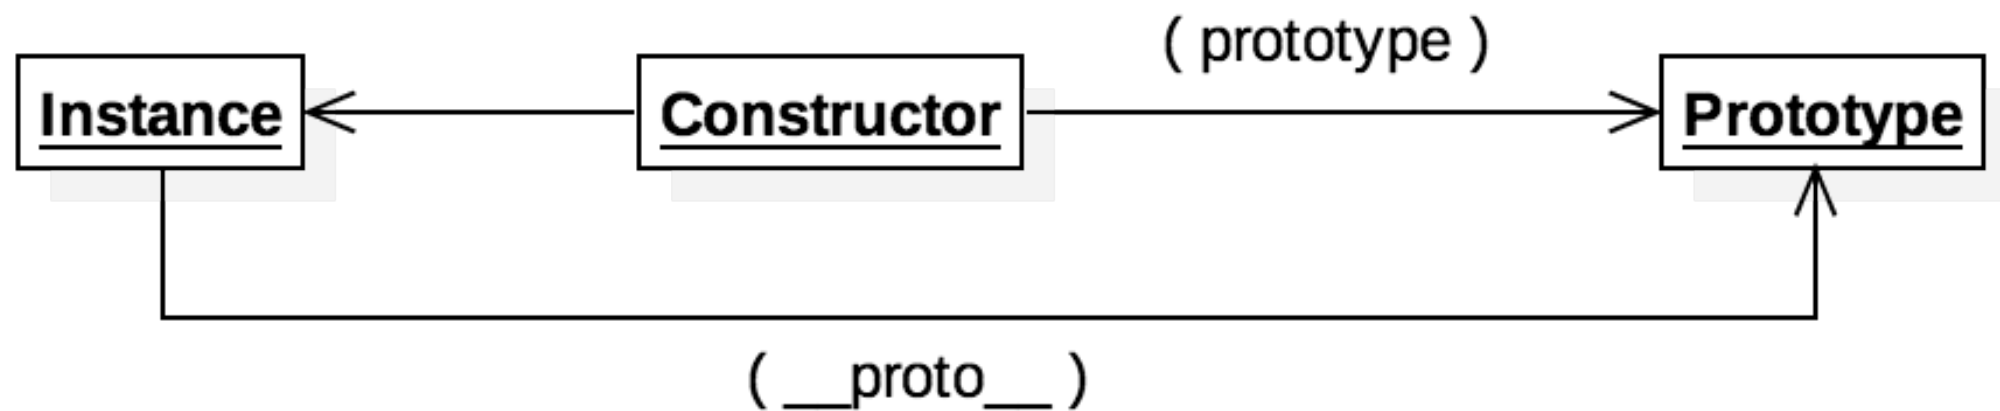 ( prototype )
Instance
Constructor
Prototype
( __proto__ )